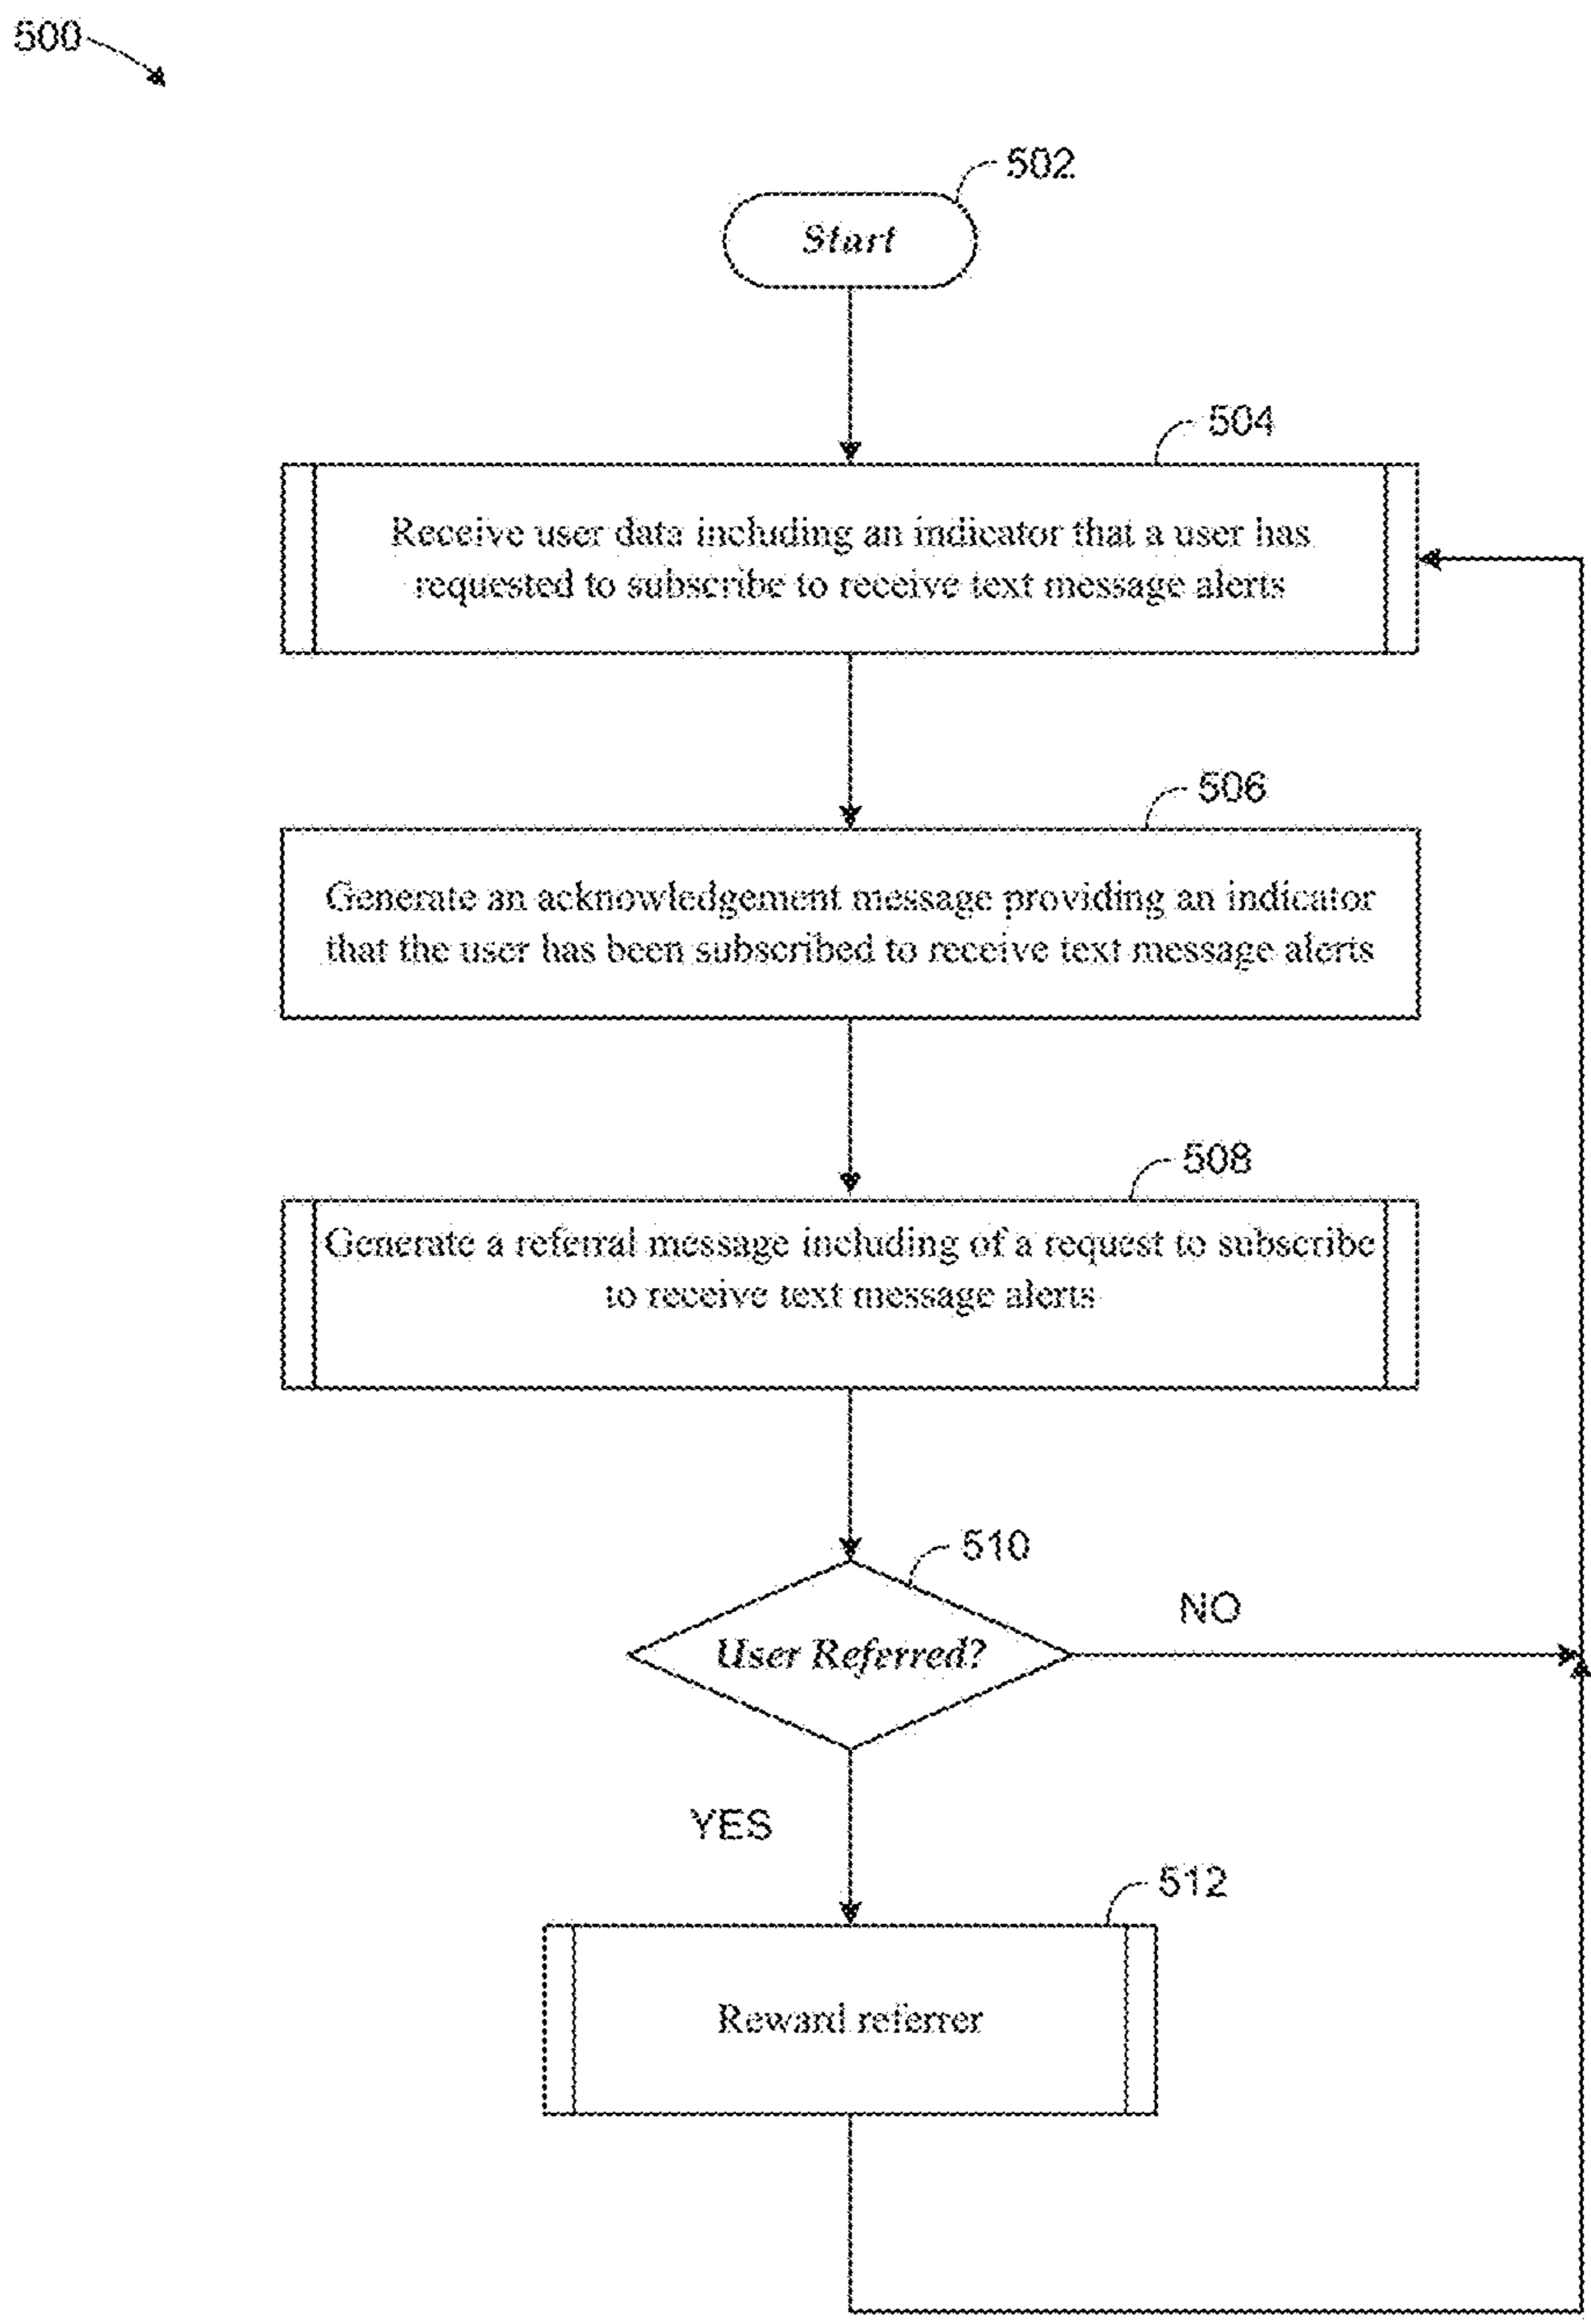 500
502
Start
504
Receive user data including an indicator that a user has
requested to subscribe to receive text message alerts
506
Generate an acknowledgement message providing an indicator
that the user has been subscribed to receive text message alerts
508
Generate a referral message including of a request to subscribe
to receive text message alerts
510
User Referred?
NO
YES
512
Reward referrer